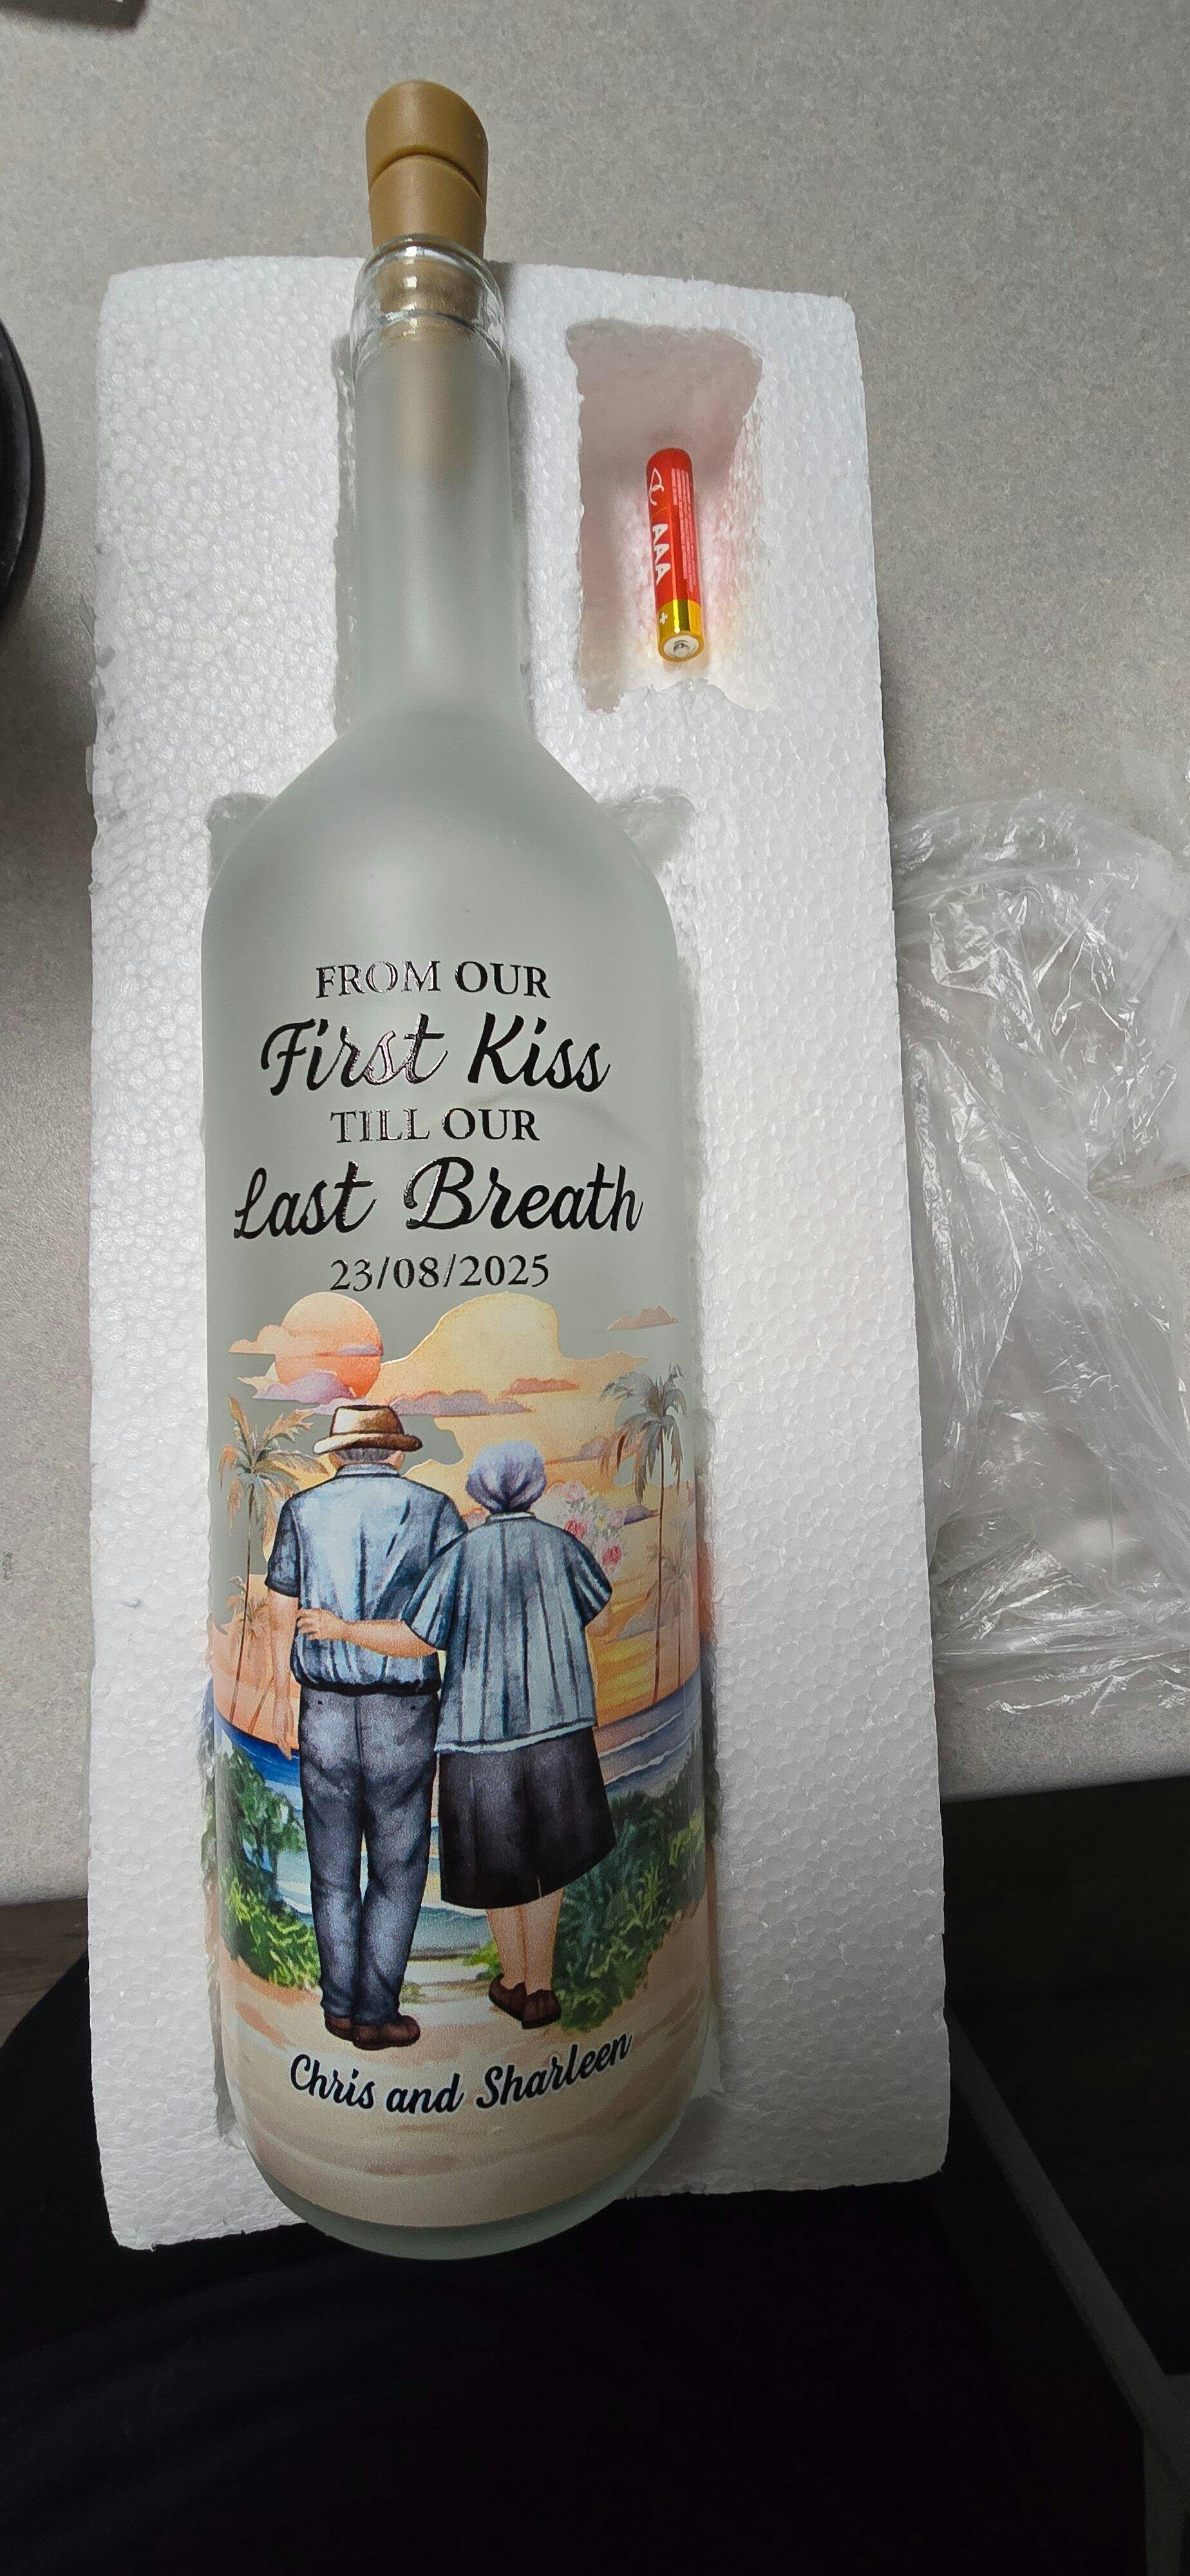 FROM OUR
First Kiss
TILL OUR
Last Breath
23/08/2025
Chris and Sharleen
AAA
+